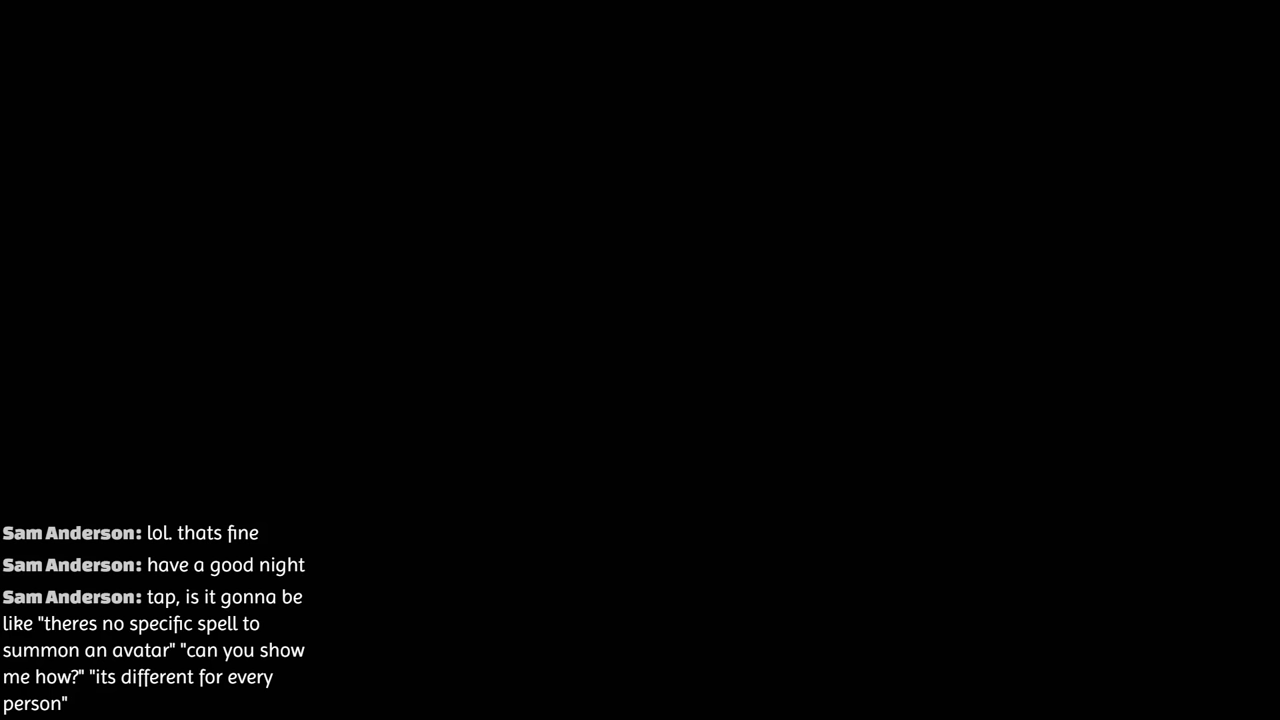 Sam Anderson: lol. thats fine
Sam Anderson: have a good night
Sam Anderson: tap, is it gonna be
like "theres no specific spell to
summon an avatar" "can you show
me how?" "its different for every
person"